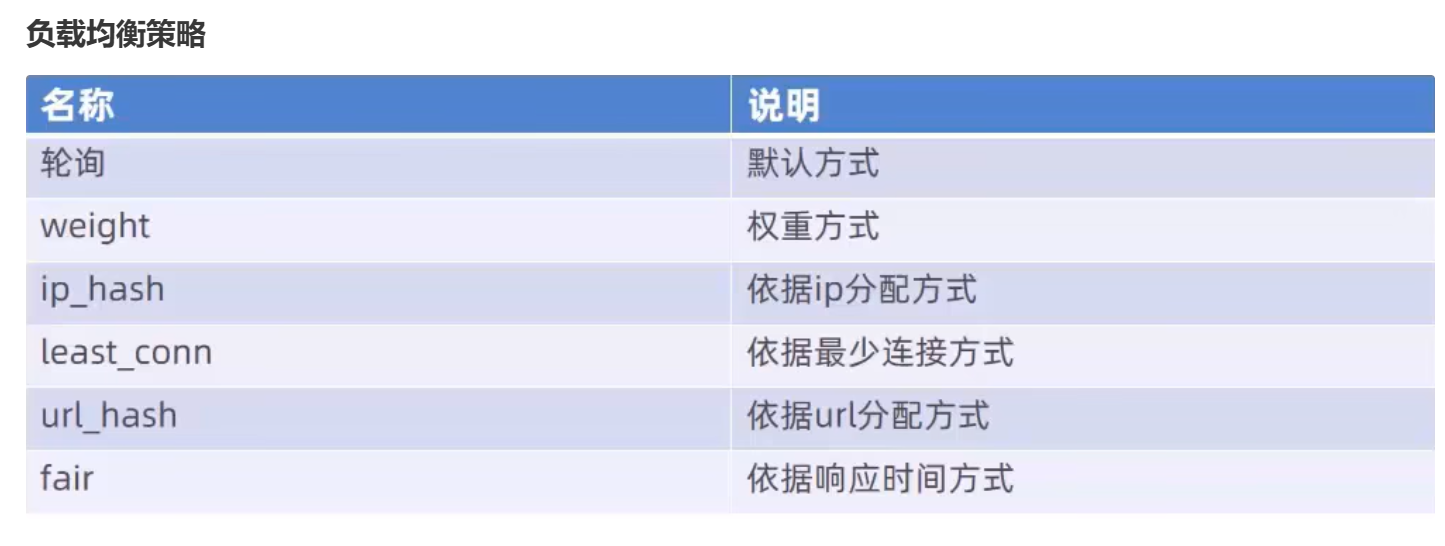 负载均衡策略
名称 说明
轮询 默认方式
weight 权重方式
ip_hash 依据ip分配方式
least_conn 依据最少连接方式
url_hash 依据url分配方式
fair 依据响应时间方式